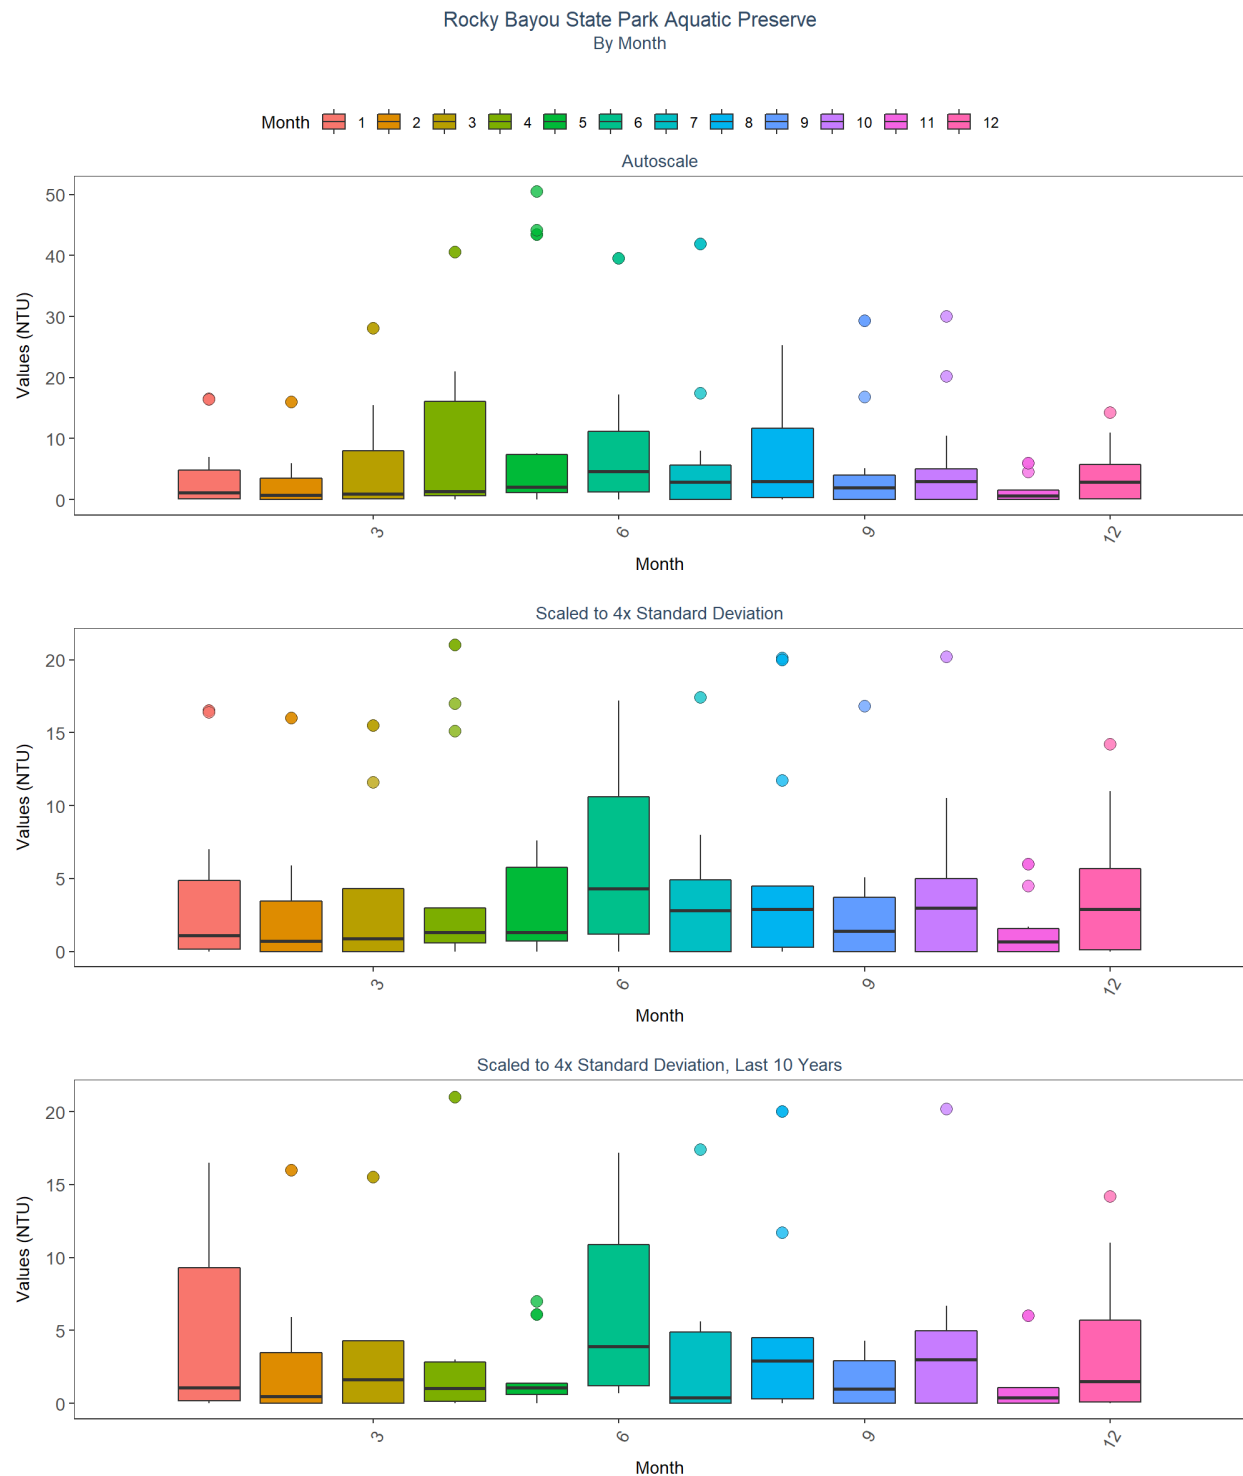 Rocky Bayou State Park Aquatic Preserve
By Month
Month 1 2 3 4 5 6 7 8 9 10 11 12
Autoscale
50
40
30
20
10
0
Values (NTU)
3 6 9 12
Month
Scaled to 4x Standard Deviation
20
15
10
5
0
Values (NTU)
3 6 9 12
Month
Scaled to 4x Standard Deviation, Last 10 Years
20
15
10
5
0
Values (NTU)
3 6 9 12
Month